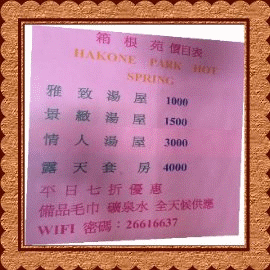 箱根苑價目表
HAKONE PARK HOT
SPRING
雅致湯屋 1000
景緻湯屋 1500
情人湯屋 3000
露天套房 4000
平日七折優惠
備品毛巾 礦泉水 全天候供應
WIFI 密碼:26616637